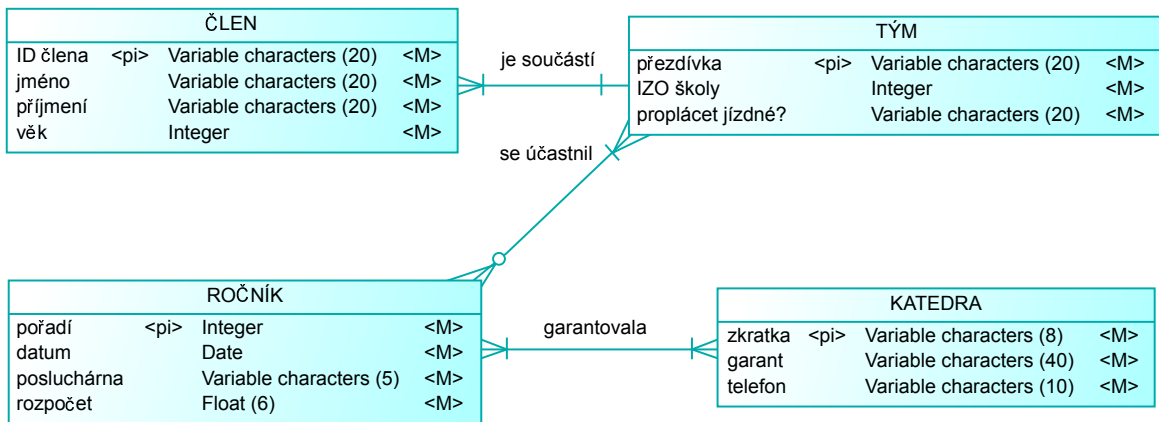 ČLEN
ID člena <pi> Variable characters (20) <M>
jméno Variable characters (20) <M>
příjmení Variable characters (20) <M>
věk Integer <M>
je součástí
TÝM
přezdívka <pi> Variable characters (20) <M>
IZO školy Integer <M>
proplácet jízdné? Variable characters (20) <M>
se účastnil
ROČNÍK
pořadí <pi> Integer <M>
datum Date <M>
posluchárna Variable characters (5) <M>
rozpočet Float (6) <M>
garantovala
KATEDRA
zkratka <pi> Variable characters (8) <M>
garant Variable characters (40) <M>
telefon Variable characters (10) <M>